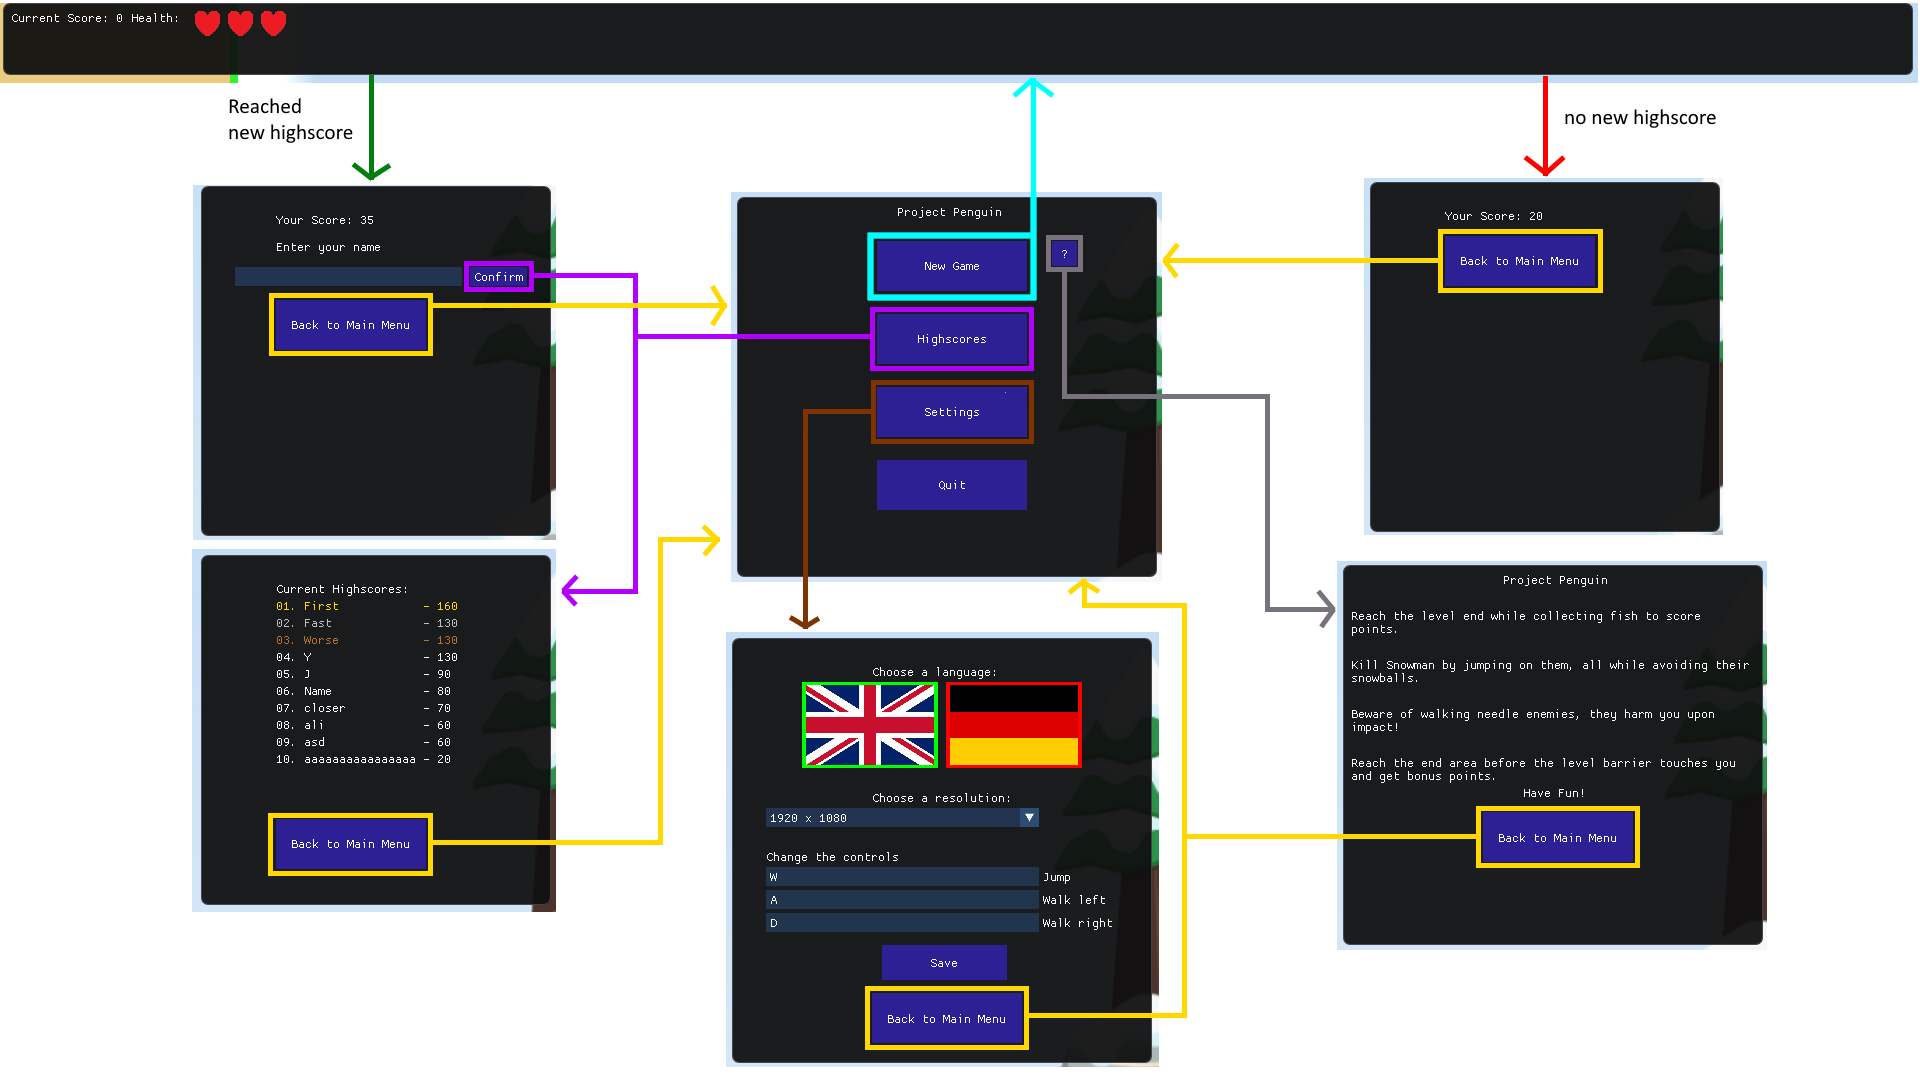 Current Score: 0 Health:
Reached
new highscore
no new highscore
Your Score: 35
Enter your name
Confirm
Back to Main Menu
Project Penguin
New Game
?
Highscores
Settings
Quit
Your Score: 20
Back to Main Menu
Current Highscores:
01. First - 160
02. Fast - 130
03. Worse - 130
04. Y - 130
05. J - 90
06. Name - 80
07. closer - 70
08. ali - 60
09. asd - 60
10. aaaaaaaaaaaaaaaa - 20
Back to Main Menu
Choose a language:
Choose a resolution:
1920 x 1080
Change the controls
W Jump
A Walk left
D Walk right
Save
Back to Main Menu
Project Penguin
Reach the level end while collecting fish to score
points.
Kill Snowman by jumping on them, all while avoiding their
snowballs.
Beware of walking needle enemies, they harm you upon
impact!
Reach the end area before the level barrier touches you
and get bonus points.
Have Fun!
Back to Main Menu